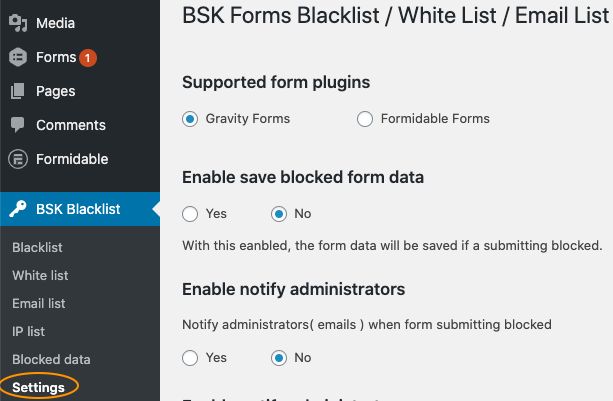 Media
Forms 1
Pages
Comments
Formidable
BSK Blacklist
Blacklist
White list
Email list
IP list
Blocked data
Settings
BSK Forms Blacklist / White List / Email List
Supported form plugins
Gravity Forms Formidable Forms
Enable save blocked form data
Yes No
With this eanbled, the form data will be saved if a submitting blocked.
Enable notify administrators
Notify administrators( emails ) when form submitting blocked
Yes No